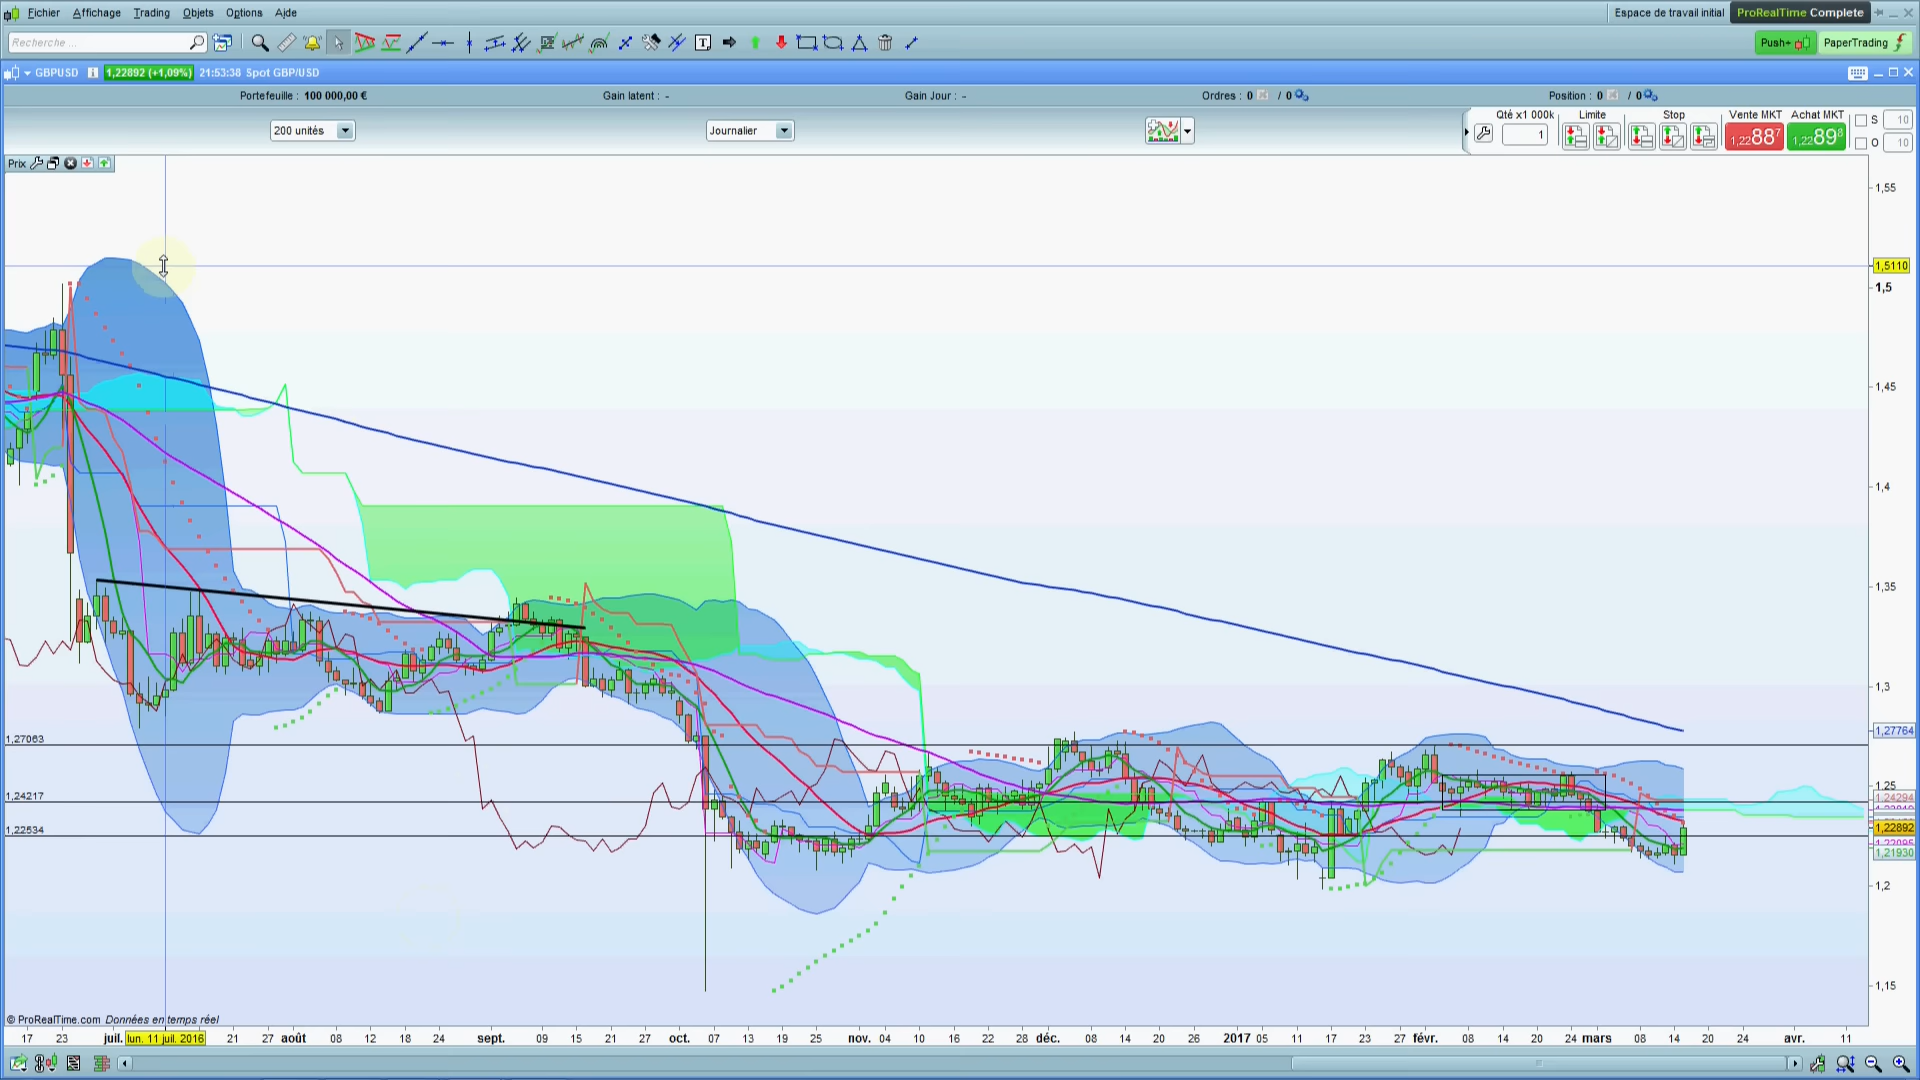 Fichier Affichage Trading Objets Options Aide
Espace de travail initial ProRealTime Complete
Recherche ...
Push+ PaperTrading
GBPUSD 1,22892 (+1,09%) 21:53:38 Spot GBP/USD
Portefeuille : 100 000,00 € Gain latent : - Gain Jour : - Ordres : 0 / 0 Position : 0 / 0
200 unités Journalier
Qté x1 000k Limite Stop Vente MKT Achat MKT S 10
1 1,22887 1,22898 O 10
Prix
1,55
1,5110
1,5
1,45
1,4
1,35
1,3
1,27764
1,27063
1,25
1,24294
1,24217
1,22892
1,22534
1,21930
1,2
1,15
© ProRealTime.com Données en temps réel
17 23 juil. lun. 11 juil. 2016 21 27 août 08 12 18 24 sept. 09 15 21 27 oct. 07 13 19 25 nov. 04 10 16 22 28 déc. 08 14 20 26 2017 05 11 17 23 27 févr. 08 14 20 24 mars 08 14 20 24 avr. 11